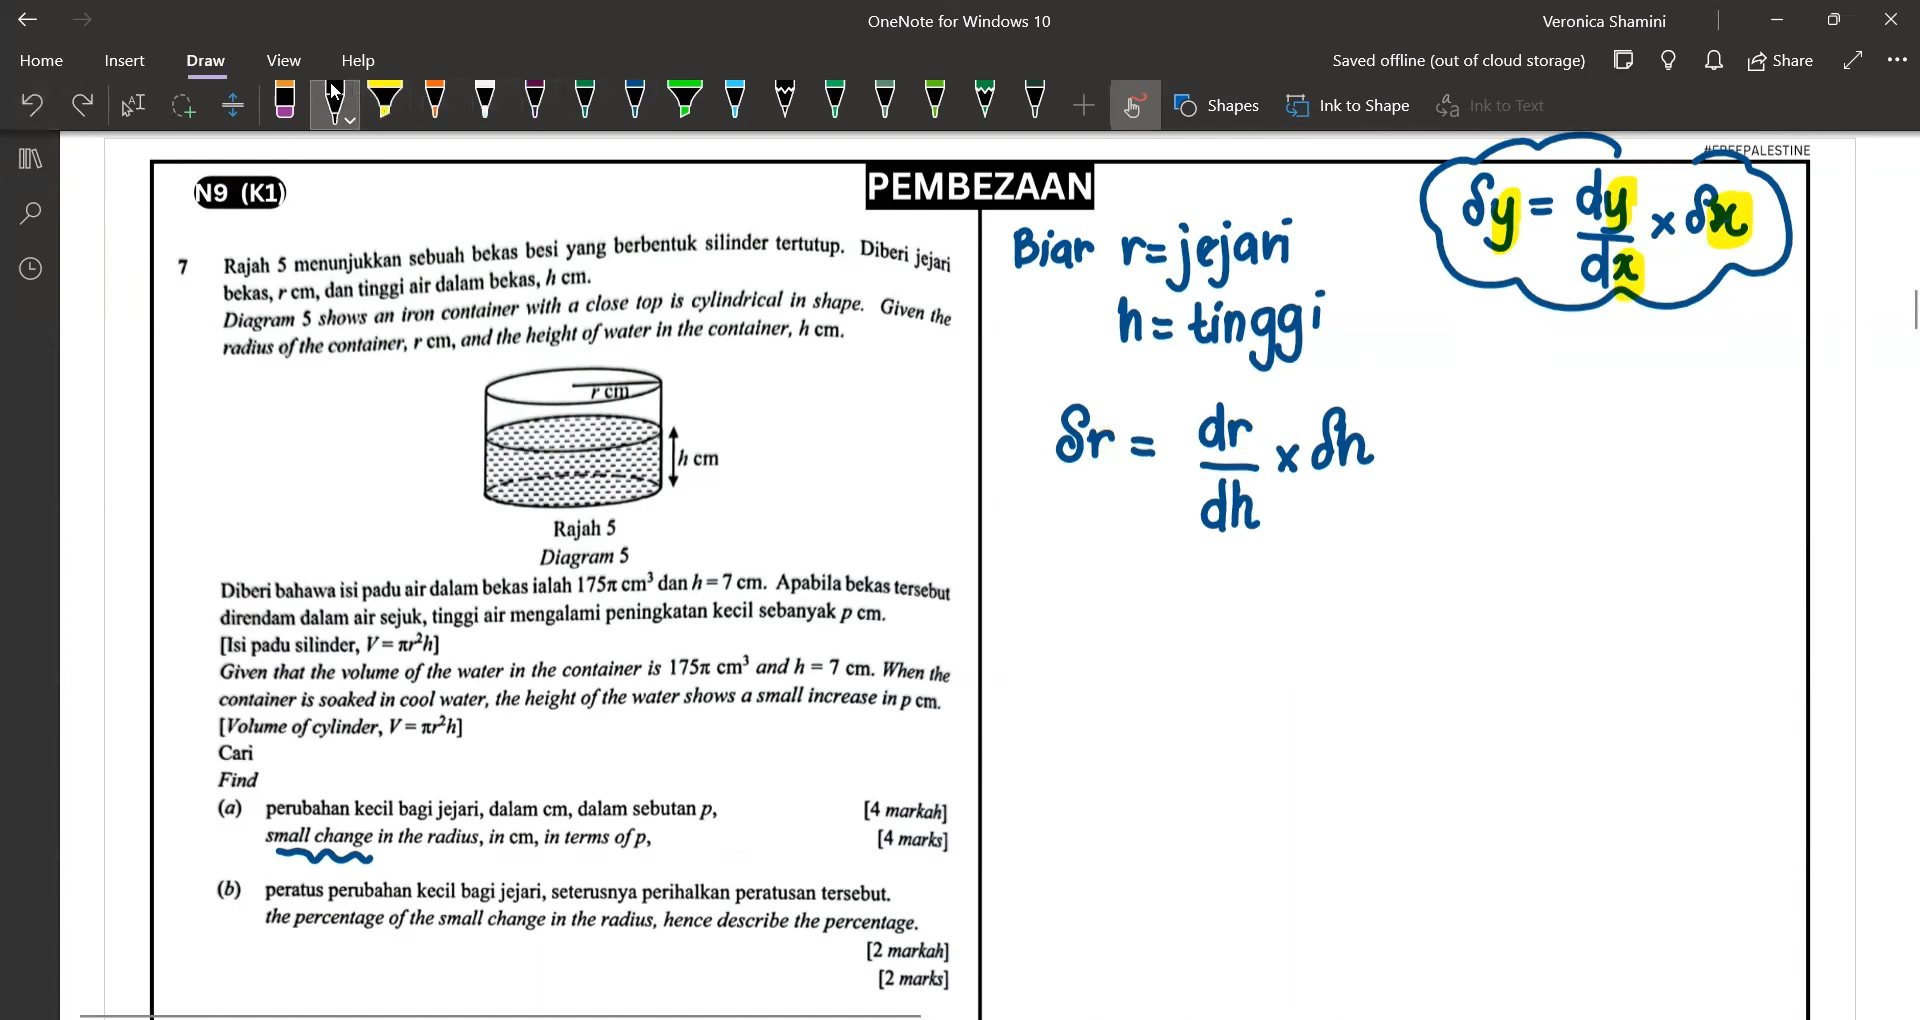 OneNote for Windows 10
Veronica Shamini
Home Insert Draw View Help
Saved offline (out of cloud storage)
Share
Shapes
Ink to Shape
Ink to Text
#FREEPALESTINE
N9 (K1)
PEMBEZAAN
7 Rajah 5 menunjukkan sebuah bekas besi yang berbentuk silinder tertutup. Diberi jejari
bekas, r cm, dan tinggi air dalam bekas, h cm.
Diagram 5 shows an iron container with a close top is cylindrical in shape. Given the
radius of the container, r cm, and the height of water in the container, h cm.
r cm
h cm
Rajah 5
Diagram 5
Diberi bahawa isi padu air dalam bekas ialah 175π cm³ dan h = 7 cm. Apabila bekas tersebut
direndam dalam air sejuk, tinggi air mengalami peningkatan kecil sebanyak p cm.
[Isi padu silinder, V = πr²h]
Given that the volume of the water in the container is 175π cm³ and h = 7 cm. When the
container is soaked in cool water, the height of the water shows a small increase in p cm.
[Volume of cylinder, V = πr²h]
Cari
Find
(a) perubahan kecil bagi jejari, dalam cm, dalam sebutan p, [4 markah]
small change in the radius, in cm, in terms of p, [4 marks]
(b) peratus perubahan kecil bagi jejari, seterusnya perihalkan peratusan tersebut.
the percentage of the small change in the radius, hence describe the percentage.
[2 markah]
[2 marks]
δy = dy/dx × δx
Biar r = jejari
h = tinggi
δr = dr/dh × δh